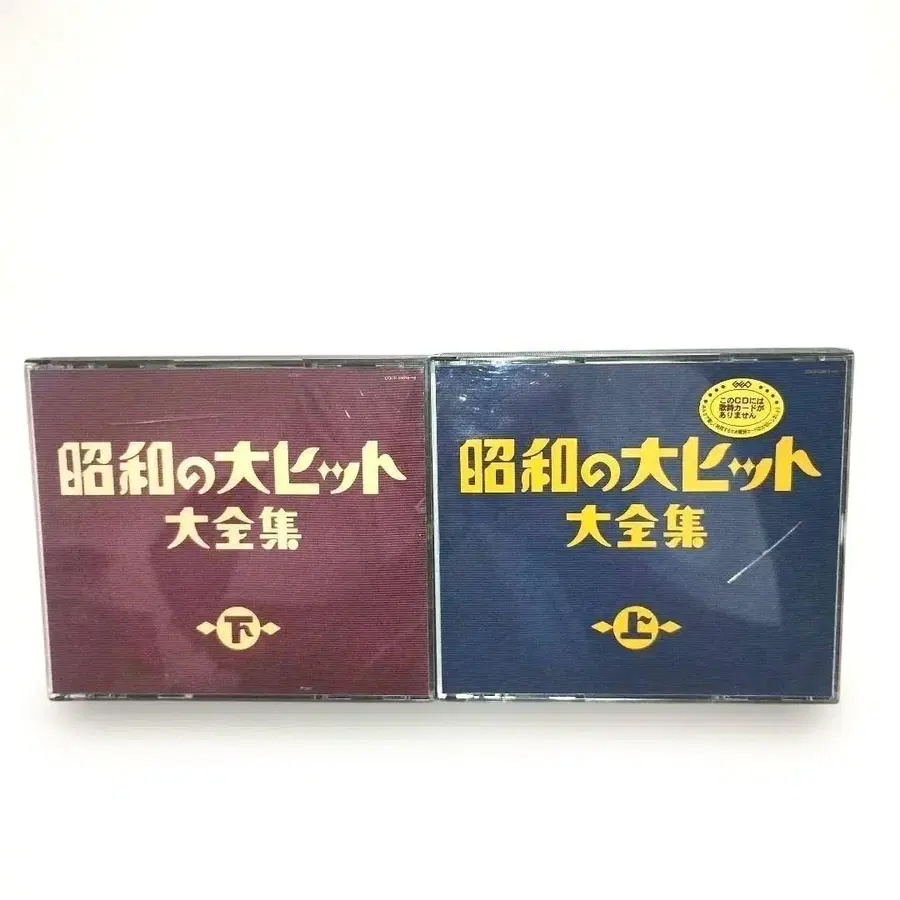 昭和の大ヒット
大全集
下
GEO
このCDには
歌詩カードが
ありません
昭和の大ヒット
大全集
上